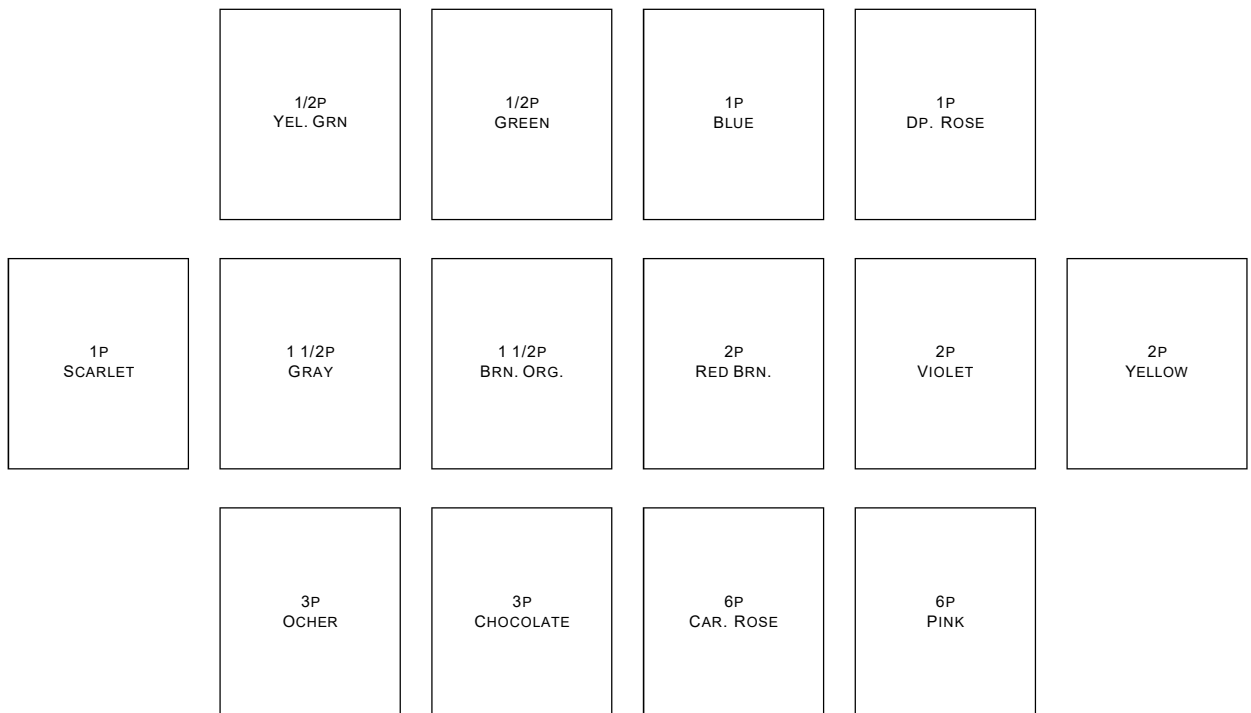 1/2P
YEL. GRN
1/2P
GREEN
1P
BLUE
1P
DP. ROSE
1P
SCARLET
1 1/2P
GRAY
1 1/2P
BRN. ORG.
2P
RED BRN.
2P
VIOLET
2P
YELLOW
3P
OCHER
3P
CHOCOLATE
6P
CAR. ROSE
6P
PINK